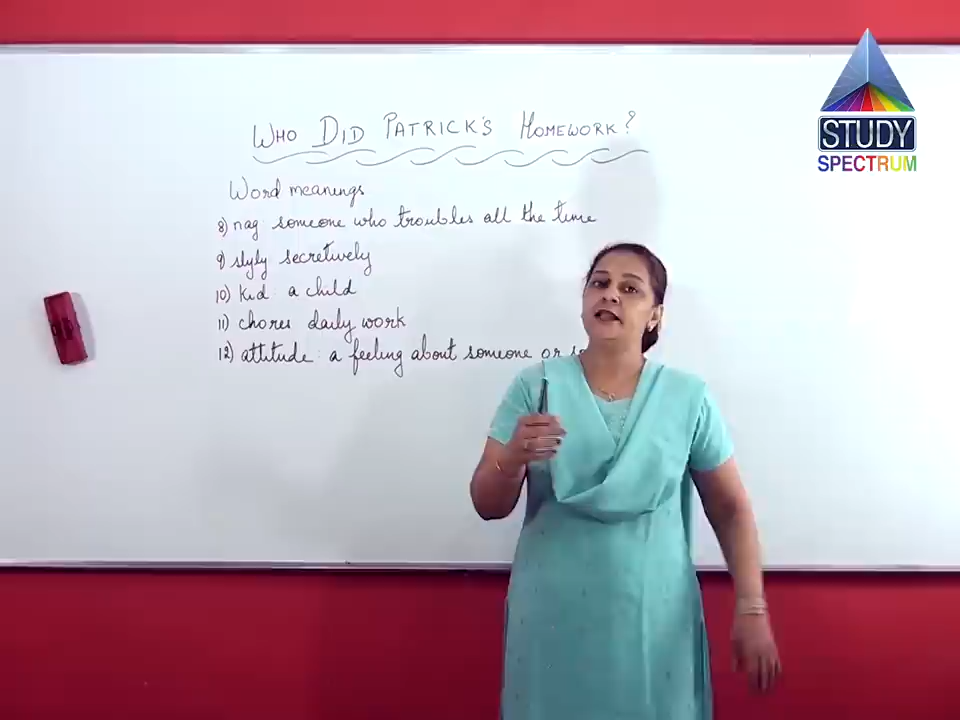 WHO DID PATRICK'S HOMEWORK?
Word meanings
8) nag: someone who troubles all the time
9) slyly secretively
10) kid: a child
11) chores daily work
12) attitude: a feeling about someone or
STUDY
SPECTRUM